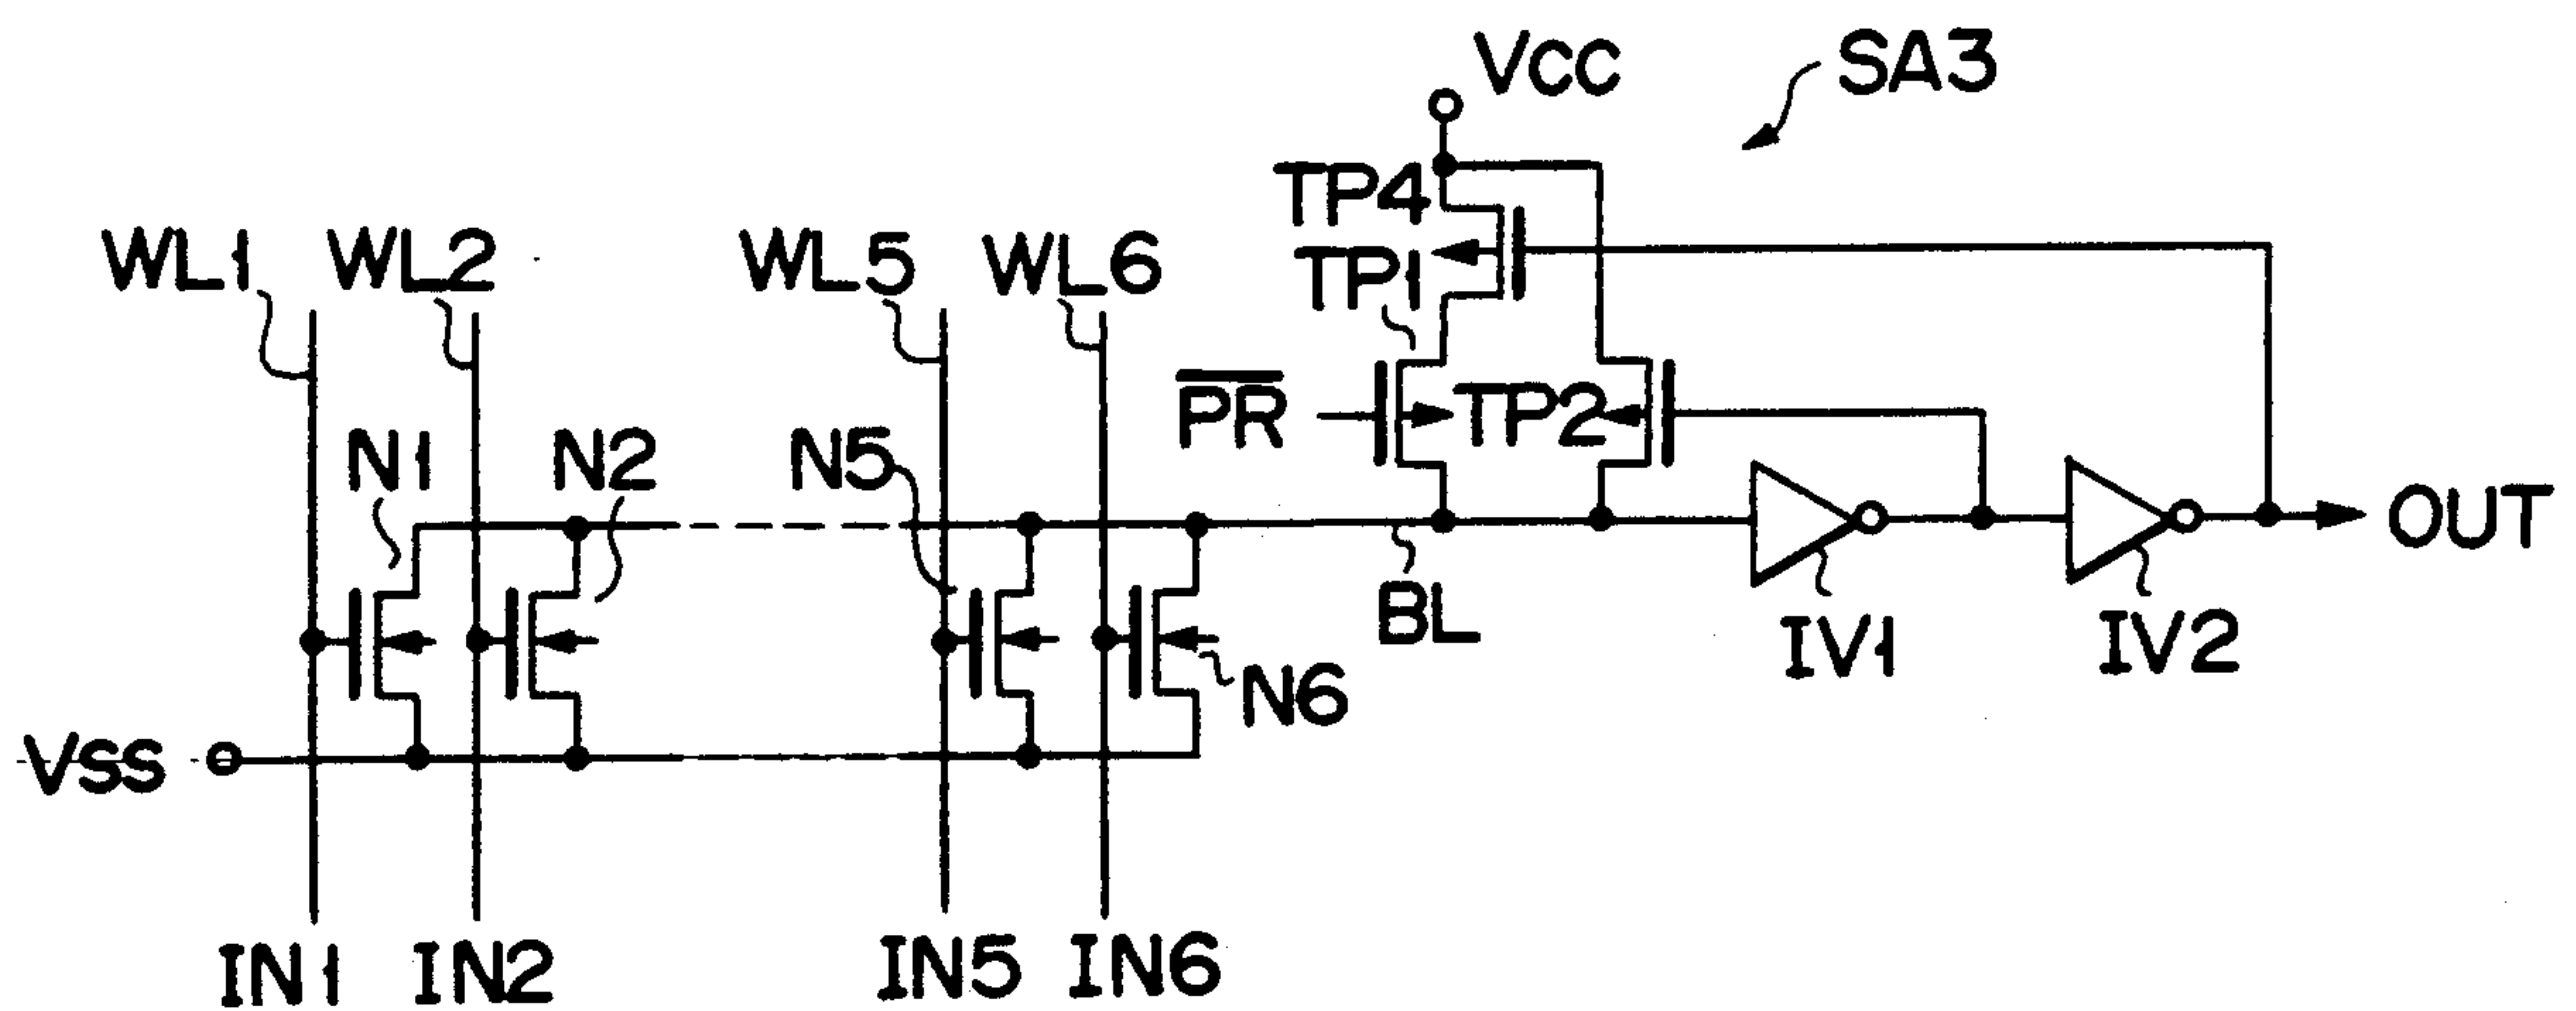 VCC
SA3
TP4
WL1 WL2 WL5 WL6
TP1
P̅R̅ TP2
N1 N2 N5
OUT
BL
IV1 IV2
N6
VSS
IN1 IN2 IN5 IN6